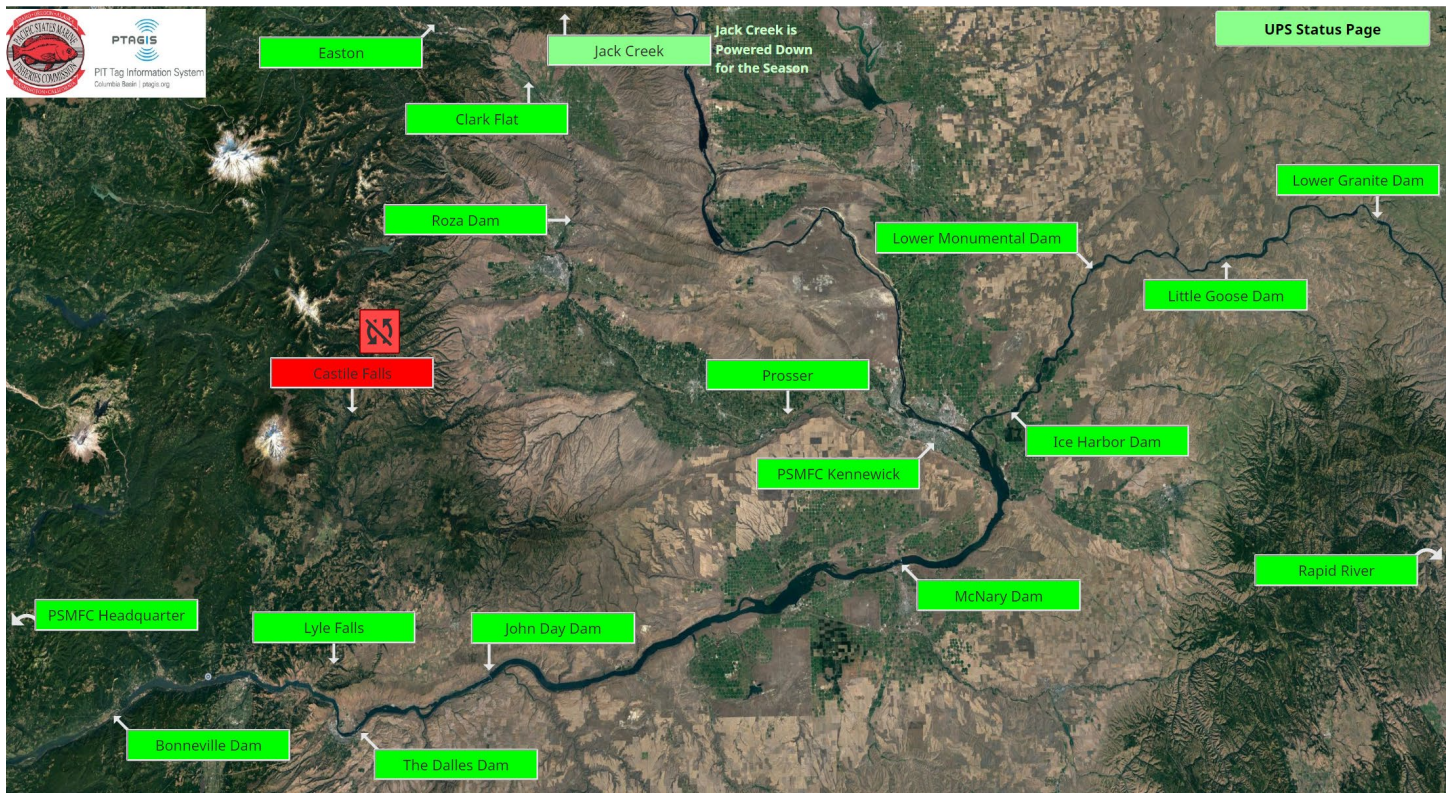 PACIFIC STATES MARINE
FISHERIES COMMISSION
PTAGIS
PIT Tag Information System
Columbia Basin | ptagis.org
Easton
Jack Creek
Jack Creek is
Powered Down
for the Season
UPS Status Page
Clark Flat
Lower Granite Dam
Roza Dam
Lower Monumental Dam
Little Goose Dam
Castile Falls
Prosser
Ice Harbor Dam
PSMFC Kennewick
Rapid River
McNary Dam
PSMFC Headquarter
Lyle Falls
John Day Dam
Bonneville Dam
The Dalles Dam